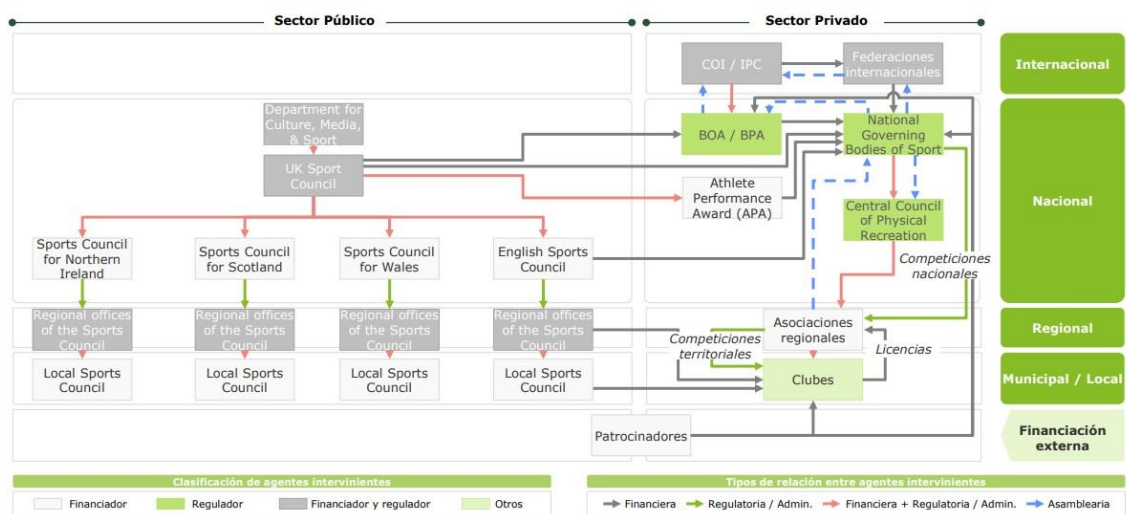 Sector Público
Sector Privado
COI / IPC
Federaciones
internacionales
Internacional
Department for
Culture, Media,
& Sport
UK Sport
Council
BOA / BPA
National
Governing
Bodies of Sport
Athlete
Performance
Award (APA)
Central Council
of Physical
Recreation
Nacional
Sports Council
for Northern
Ireland
Sports Council
for Scotland
Sports Council
for Wales
English Sports
Council
Competiciones
nacionales
Regional offices
of the Sports
Council
Regional offices
of the Sports
Council
Regional offices
of the Sports
Council
Regional offices
of the Sports
Council
Asociaciones
regionales
Regional
Competiciones
territoriales
Licencias
Local Sports
Council
Local Sports
Council
Local Sports
Council
Local Sports
Council
Clubes
Municipal / Local
Patrocinadores
Financiación
externa
Clasificación de agentes intervinientes
Financiador
Regulador
Financiador y regulador
Otros
Tipos de relación entre agentes intervinientes
Financiera
Regulatoria / Admin.
Financiera + Regulatoria / Admin.
Asamblearia